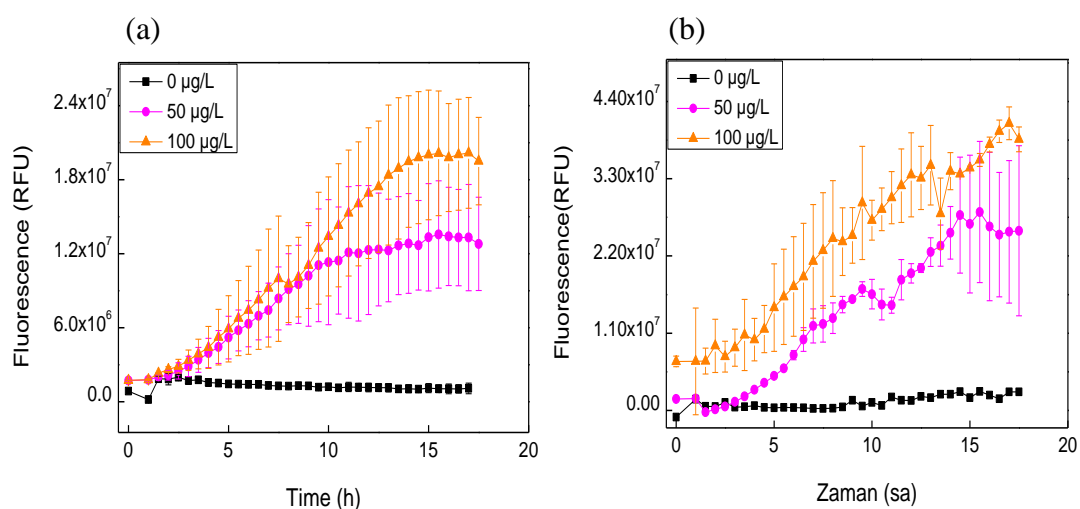 (a)
(b)
0 µg/L
50 µg/L
100 µg/L
2.4x10⁷
1.8x10⁷
1.2x10⁷
6.0x10⁶
0.0
Fluorescence (RFU)
0 5 10 15 20
Time (h)
0 µg/L
50 µg/L
100 µg/L
4.40x10⁷
3.30x10⁷
2.20x10⁷
1.10x10⁷
0.00
Fluorescence(RFU)
0 5 10 15 20
Zaman (sa)